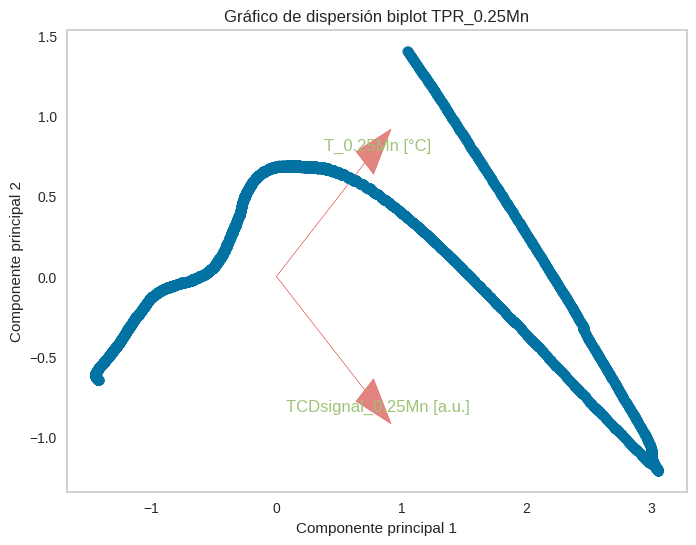 Gráfico de dispersión biplot TPR_0.25Mn
1.5
1.0
0.5
0.0
−0.5
−1.0
Componente principal 2
T_0.25Mn [°C]
TCDsignal_0.25Mn [a.u.]
−1
0
1
2
3
Componente principal 1